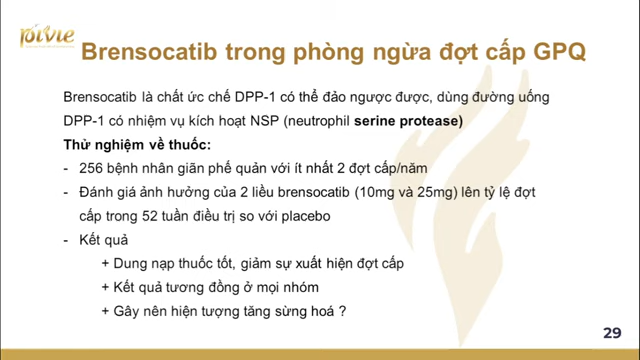 pivie
Brensocatib trong phòng ngừa đợt cấp GPQ
Brensocatib là chất ức chế DPP-1 có thể đảo ngược được, dùng đường uống
DPP-1 có nhiệm vụ kích hoạt NSP (neutrophil serine protease)
Thử nghiệm về thuốc:
- 256 bệnh nhân giãn phế quản với ít nhất 2 đợt cấp/năm
- Đánh giá ảnh hưởng của 2 liều brensocatib (10mg và 25mg) lên tỷ lệ đợt
cấp trong 52 tuần điều trị so với placebo
- Kết quả
+ Dung nạp thuốc tốt, giảm sự xuất hiện đợt cấp
+ Kết quả tương đồng ở mọi nhóm
+ Gây nên hiện tượng tăng sừng hoá ?
29